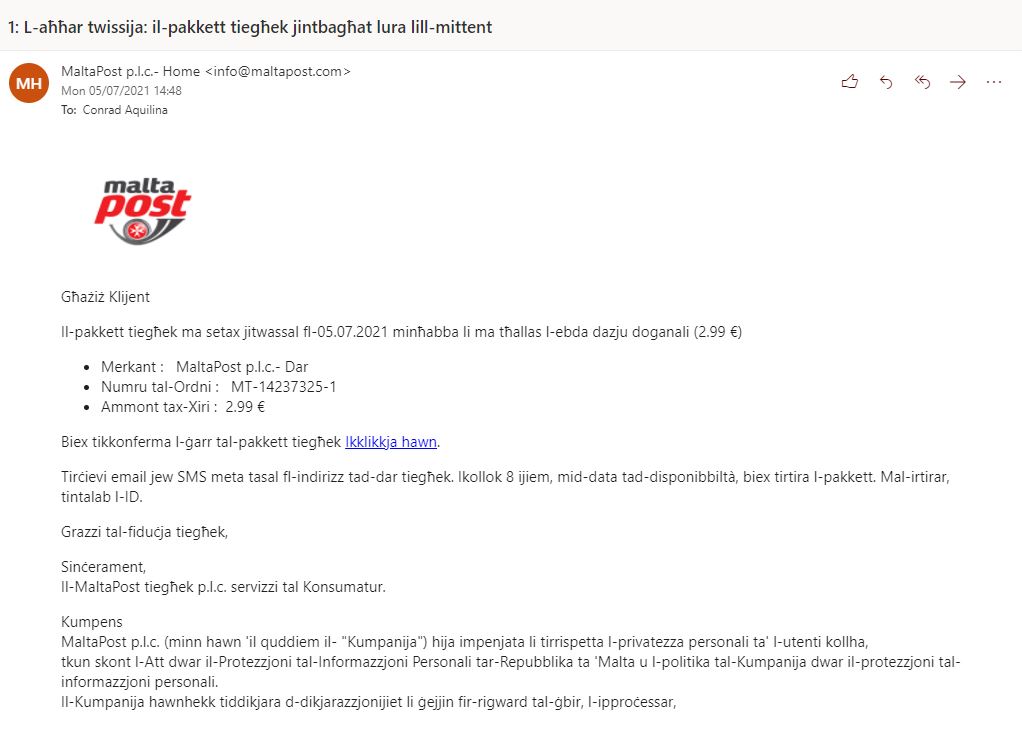 1: L-aħħar twissija: il-pakkett tiegħek jintbagħat lura lill-mittent
MH
MaltaPost p.l.c.- Home <info@maltapost.com>
Mon 05/07/2021 14:48
To: Conrad Aquilina
malta
post
Għażiż Klijent
Il-pakkett tiegħek ma setax jitwassal fl-05.07.2021 minħabba li ma tħallas l-ebda dazju doganali (2.99 €)
• Merkant : MaltaPost p.l.c.- Dar
• Numru tal-Ordni : MT-14237325-1
• Ammont tax-Xiri : 2.99 €
Biex tikkonferma l-ġarr tal-pakkett tiegħek Ikklikkja hawn.
Tirċievi email jew SMS meta tasal fl-indirizz tad-dar tiegħek. Ikollok 8 ijiem, mid-data tad-disponibbiltà, biex tirtira l-pakkett. Mal-irtirar,
tintalab l-ID.
Grazzi tal-fiduċja tiegħek,
Sinċerament,
Il-MaltaPost tiegħek p.l.c. servizzi tal Konsumatur.
Kumpens
MaltaPost p.l.c. (minn hawn 'il quddiem il- "Kumpanija") hija impenjata li tirrispetta l-privatezza personali ta' l-utenti kollha,
tkun skont l-Att dwar il-Protezzjoni tal-Informazzjoni Personali tar-Repubblika ta 'Malta u l-politika tal-Kumpanija dwar il-protezzjoni tal-
informazzjoni personali.
Il-Kumpanija hawnhekk tiddikjara d-dikjarazzjonijiet li ġejjin fir-rigward tal-ġbir, l-ipproċessar,